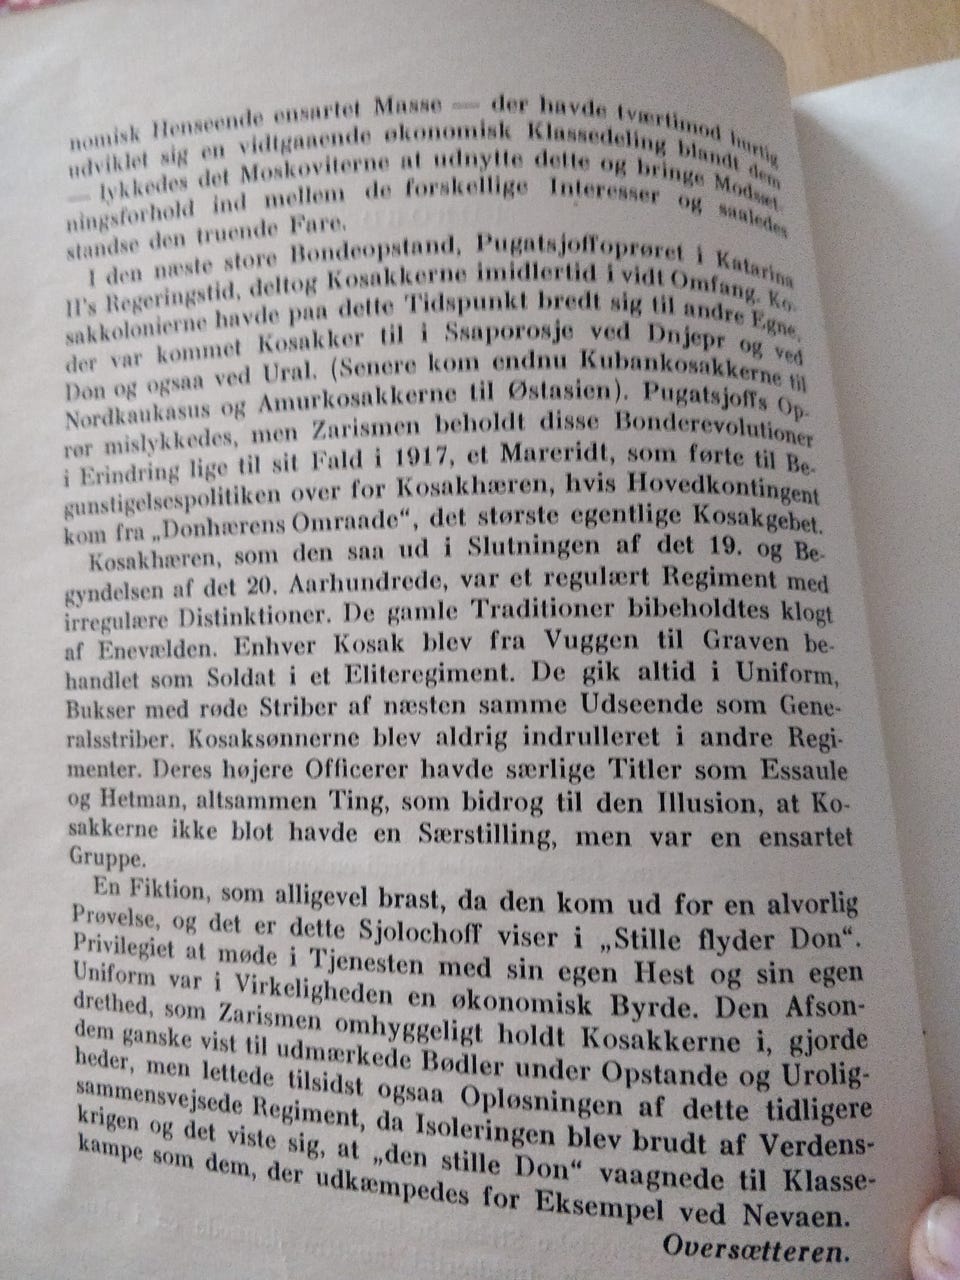 nomisk Henseende ensartet Masse — der havde tværtimod hurtig
udviklet sig en vidtgaaende økonomisk Klassedeling blandt dem
— lykkedes det Moskoviterne at udnytte dette og bringe Modsæt-
ningsforhold ind mellem de forskellige Interesser og saaledes
standse den truende Fare.
I den næste store Bondeopstand, Pugatsjoffoprøret i Katarina
II's Regeringstid, deltog Kosakkerne imidlertid i vidt Omfang. Ko-
sakkolonierne havde paa dette Tidspunkt bredt sig til andre Egne,
der var kommet Kosakker til i Ssaporosje ved Dnjepr og ved
Don og ogsaa ved Ural. (Senere kom endnu Kubankosakkerne til
Nordkaukasus og Amurkosakkerne til Østasien). Pugatsjoffs Op-
rør mislykkedes, men Zarismen beholdt disse Bonderevolutioner
i Erindring lige til sit Fald i 1917, et Mareridt, som førte til Be-
gunstigelsespolitiken over for Kosakhæren, hvis Hovedkontingent
kom fra „Donhærens Omraade“, det største egentlige Kosakgebet.
Kosakhæren, som den saa ud i Slutningen af det 19. og Be-
gyndelsen af det 20. Aarhundrede, var et regulært Regiment med
irregulære Distinktioner. De gamle Traditioner bibeholdtes klogt
af Enevælden. Enhver Kosak blev fra Vuggen til Graven be-
handlet som Soldat i et Eliteregiment. De gik altid i Uniform,
Bukser med røde Striber af næsten samme Udseende som Gene-
ralsstriber. Kosaksønnerne blev aldrig indrulleret i andre Regi-
menter. Deres højere Officerer havde særlige Titler som Essaule
og Hetman, altsammen Ting, som bidrog til den Illusion, at Ko-
sakkerne ikke blot havde en Særstilling, men var en ensartet
Gruppe.
En Fiktion, som alligevel brast, da den kom ud for en alvorlig
Prøvelse, og det er dette Sjolochoff viser i „Stille flyder Don“.
Privilegiet at møde i Tjenesten med sin egen Hest og sin egen
Uniform var i Virkeligheden en økonomisk Byrde. Den Afson-
drethed, som Zarismen omhyggeligt holdt Kosakkerne i, gjorde
dem ganske vist til udmærkede Bødler under Opstande og Urolig-
heder, men lettede tilsidst ogsaa Opløsningen af dette tidligere
sammensvejsede Regiment, da Isoleringen blev brudt af Verdens-
krigen og det viste sig, at „den stille Don“ vaagnede til Klasse-
kampe som dem, der udkæmpedes for Eksempel ved Nevaen.
Oversætteren.